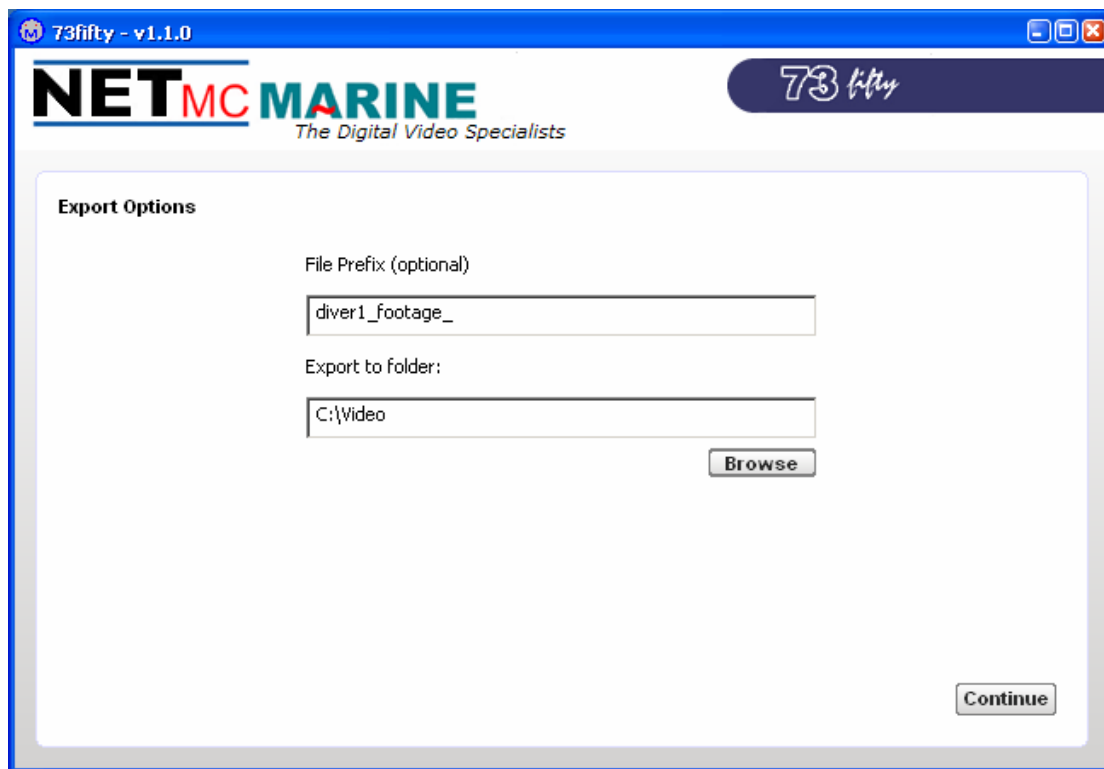 73fifty - v1.1.0
NETMC MARINE
73 fifty
The Digital Video Specialists
Export Options
File Prefix (optional)
diver1_footage_
Export to folder:
C:\Video
Browse
Continue